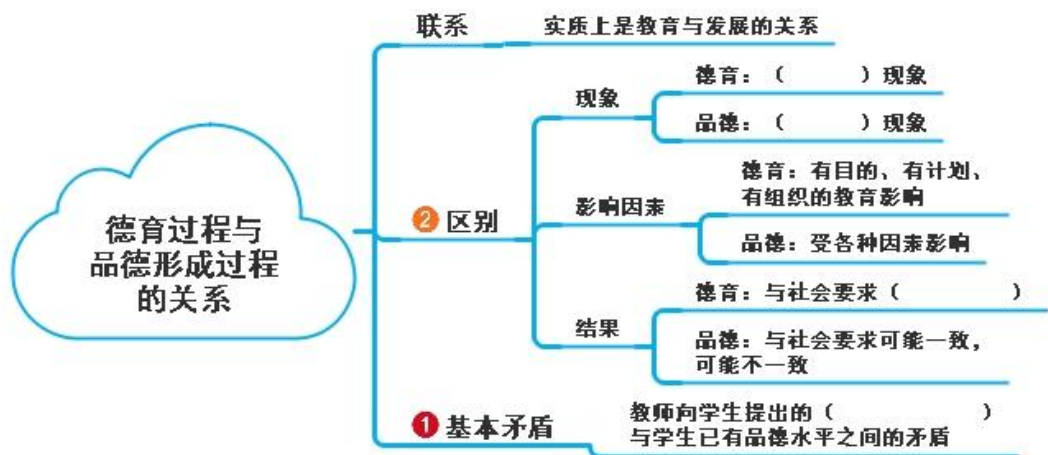 德育过程与
品德形成过程
的关系
联系
实质上是教育与发展的关系
2 区别
现象
德育：（ ）现象
品德：（ ）现象
影响因素
德育：有目的、有计划、
有组织的教育影响
品德：受各种因素影响
结果
德育：与社会要求（ ）
品德：与社会要求可能一致，
可能不一致
1 基本矛盾
教师向学生提出的（ ）
与学生已有品德水平之间的矛盾